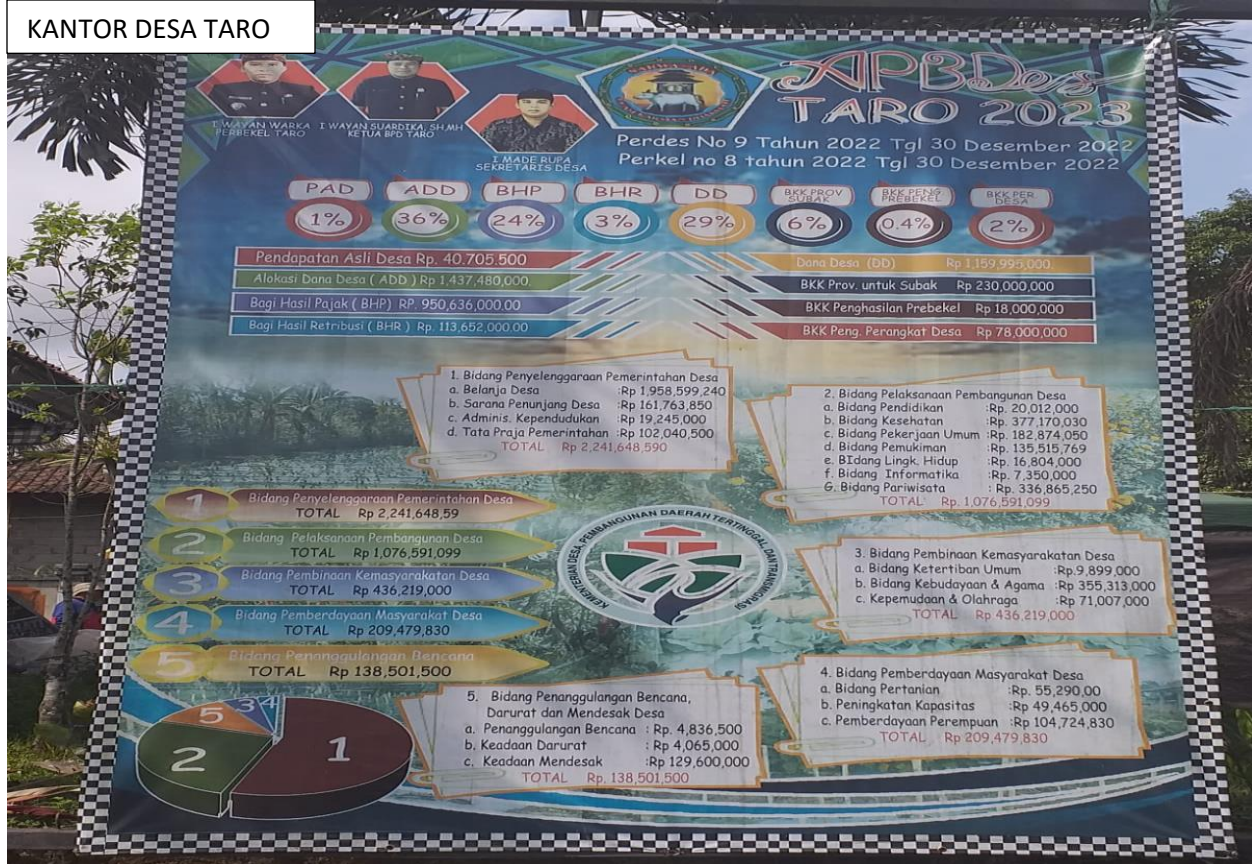 KANTOR DESA TARO
APBDes
TARO 2023
I WAYAN WARKA
PERBEKEL TARO
I WAYAN SUARDIKA, SH,MH
KETUA BPD TARO
I MADE RUPA
SEKRETARIS DESA
Perdes No 9 Tahun 2022 Tgl 30 Desember 2022
Perkel no 8 tahun 2022 Tgl 30 Desember 2022
PAD
ADD
BHP
BHR
DD
BKK PROV
SUBAK
BKK PENG
PREBEKEL
BKK PER
DESA
1%
36%
24%
3%
29%
6%
0.4%
2%
Pendapatan Asli Desa Rp. 40.705.500
Alokasi Dana Desa ( ADD ) Rp 1,437,480,000,
Bagi Hasil Pajak ( BHP ) RP. 950,636,000.00
Bagi Hasil Retribusi ( BHR ) Rp. 113,652,000.00
Dana Desa (DD) Rp 1,159,995,000,
BKK Prov. untuk Subak Rp 230,000,000
BKK Penghasilan Prebekel Rp 18,000,000
BKK Peng. Perangkat Desa Rp 78,000,000
1. Bidang Penyelenggaraan Pemerintahan Desa
a. Belanja Desa :Rp 1,958,599,240
b. Sarana Penunjang Desa :Rp 161,763,850
c. Adminis. Kependudukan :Rp 19,245,000
d. Tata Praja Pemerintahan :Rp 102,040,500
TOTAL Rp 2,241,648,590
2. Bidang Pelaksanaan Pembangunan Desa
a. Bidang Pendidikan :Rp. 20,012,000
b. Bidang Kesehatan :Rp. 377,170,030
c. Bidang Pekerjaan Umum :Rp. 182,874,050
d. Bidang Pemukiman :Rp. 135,515,769
e. BIdang Lingk. Hidup :Rp. 16,804,000
f. Bidang Informatika :Rp. 7,350,000
G. Bidang Pariwisata :Rp. 336,865,250
TOTAL Rp. 1,076,591,099
1 Bidang Penyelenggaraan Pemerintahan Desa
TOTAL Rp 2,241,648,59
2 Bidang Pelaksanaan Pembangunan Desa
TOTAL Rp 1,076,591,099
3 Bidang Pembinaan Kemasyarakatan Desa
TOTAL Rp 436,219,000
4 Bidang Pemberdayaan Masyarakat Desa
TOTAL Rp 209,479,830
5 Bidang Penanggulangan Bencana
TOTAL Rp 138,501,500
KEMENTERIAN DESA, PEMBANGUNAN DAERAH TERTINGGAL DAN TRANSMIGRASI
3. Bidang Pembinaan Kemasyarakatan Desa
a. Bidang Ketertiban Umum :Rp.9,899,000
b. Bidang Kebudayaan & Agama :Rp 355,313,000
c. Kepemudaan & Olahraga :Rp 71,007,000
TOTAL Rp 436,219,000
4. Bidang Pemberdayaan Masyarakat Desa
a. Bidang Pertanian :Rp. 55,290,00
b. Peningkatan Kapasitas :Rp 49,465,000
c. Pemberdayaan Perempuan :Rp 104,724,830
TOTAL Rp 209,479,830
5. Bidang Penanggulangan Bencana,
Darurat dan Mendesak Desa
a. Penanggulangan Bencana : Rp. 4,836,500
b. Keadaan Darurat : Rp 4,065,000
c. Keadaan Mendesak :Rp 129,600,000
TOTAL Rp. 138,501,500
5
3
4
2
1